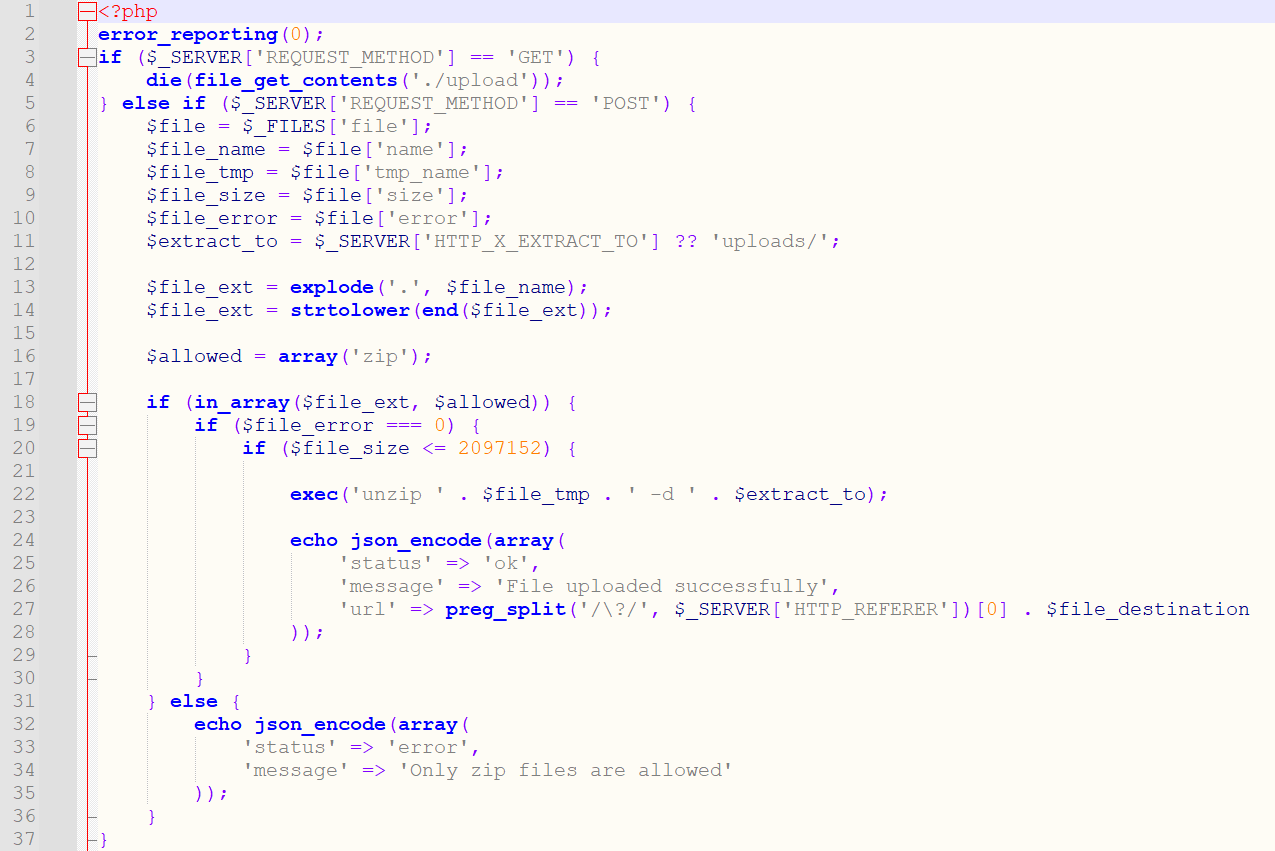 1 <?php
2 error_reporting(0);
3 if ($_SERVER['REQUEST_METHOD'] == 'GET') {
4     die(file_get_contents('./upload'));
5 } else if ($_SERVER['REQUEST_METHOD'] == 'POST') {
6     $file = $_FILES['file'];
7     $file_name = $file['name'];
8     $file_tmp = $file['tmp_name'];
9     $file_size = $file['size'];
10     $file_error = $file['error'];
11     $extract_to = $_SERVER['HTTP_X_EXTRACT_TO'] ?? 'uploads/';
12
13     $file_ext = explode('.', $file_name);
14     $file_ext = strtolower(end($file_ext));
15
16     $allowed = array('zip');
17
18     if (in_array($file_ext, $allowed)) {
19         if ($file_error === 0) {
20             if ($file_size <= 2097152) {
21
22                 exec('unzip ' . $file_tmp . ' -d ' . $extract_to);
23
24                 echo json_encode(array(
25                     'status' => 'ok',
26                     'message' => 'File uploaded successfully',
27                     'url' => preg_split('/\?/', $_SERVER['HTTP_REFERER'])[0] . $file_destination
28                 ));
29             }
30         }
31     } else {
32         echo json_encode(array(
33             'status' => 'error',
34             'message' => 'Only zip files are allowed'
35         ));
36     }
37 }